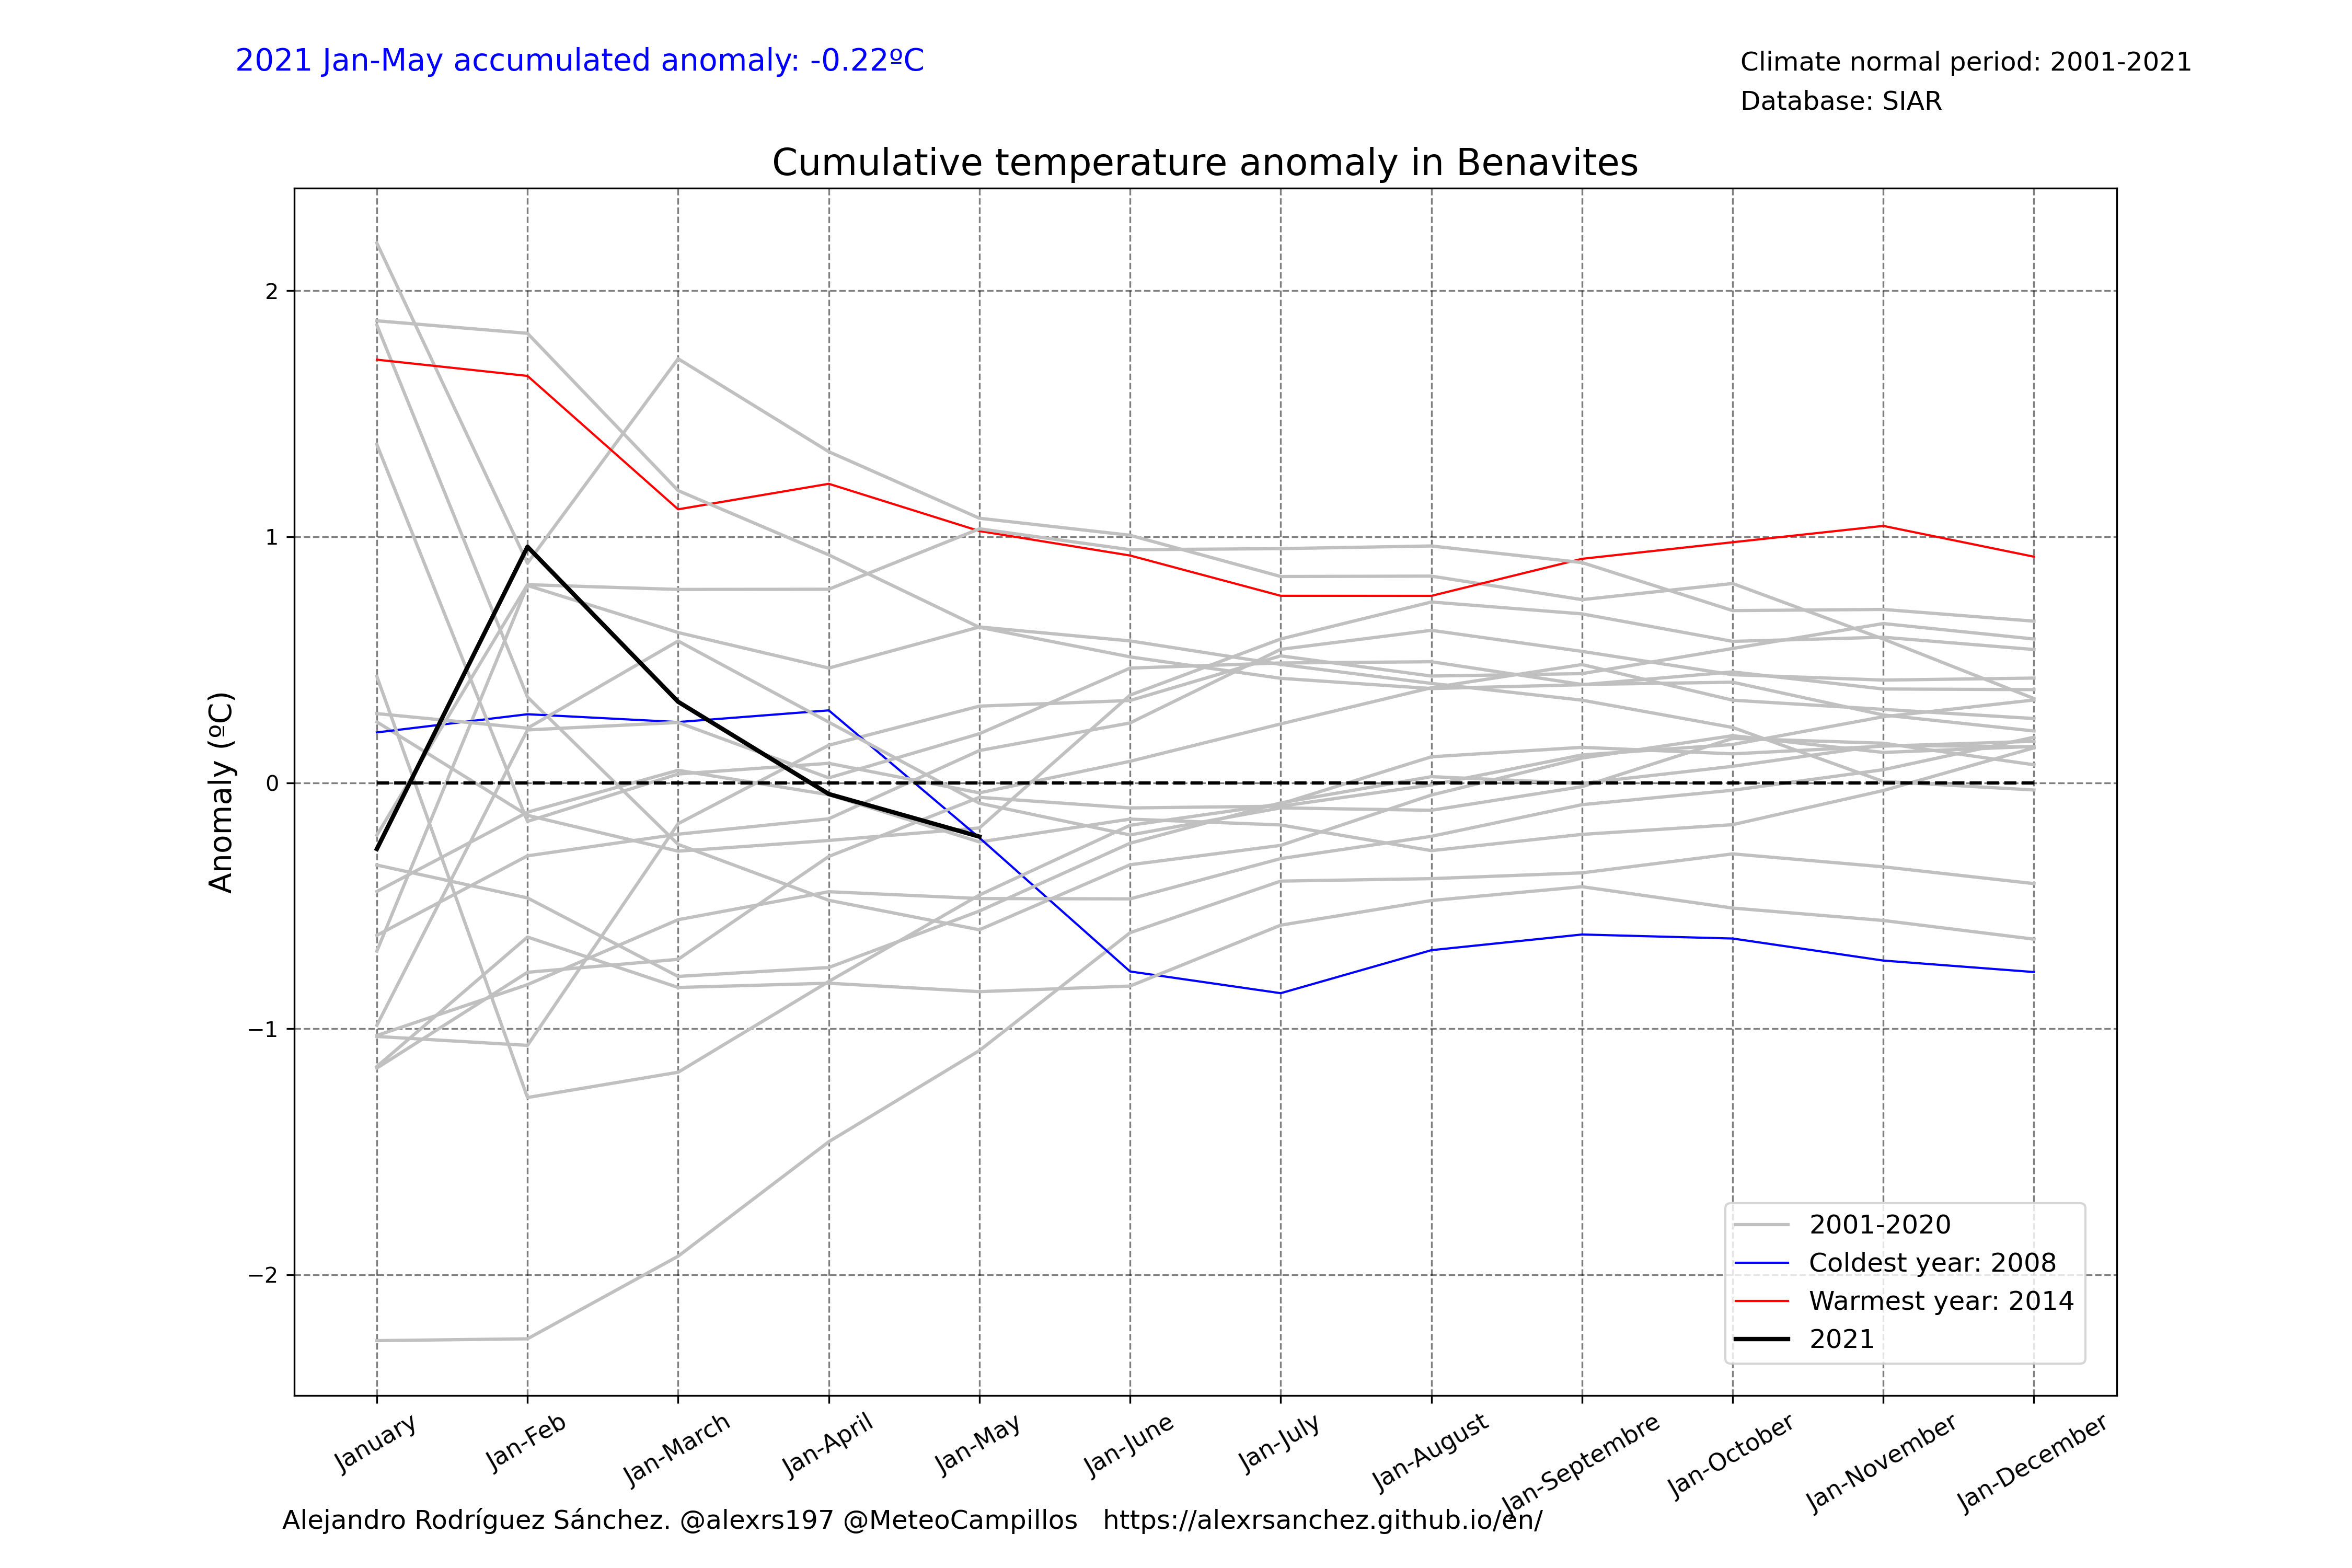 2021 Jan-May accumulated anomaly: -0.22ºC
Climate normal period: 2001-2021
Database: SIAR
Cumulative temperature anomaly in Benavites
Anomaly (ºC)
2
1
0
−1
−2
2001-2020
Coldest year: 2008
Warmest year: 2014
2021
January
Jan-Feb
Jan-March
Jan-April
Jan-May
Jan-June
Jan-July
Jan-August
Jan-Septembre
Jan-October
Jan-November
Jan-December
Alejandro Rodríguez Sánchez. @alexrs197 @MeteoCampillos https://alexrsanchez.github.io/en/